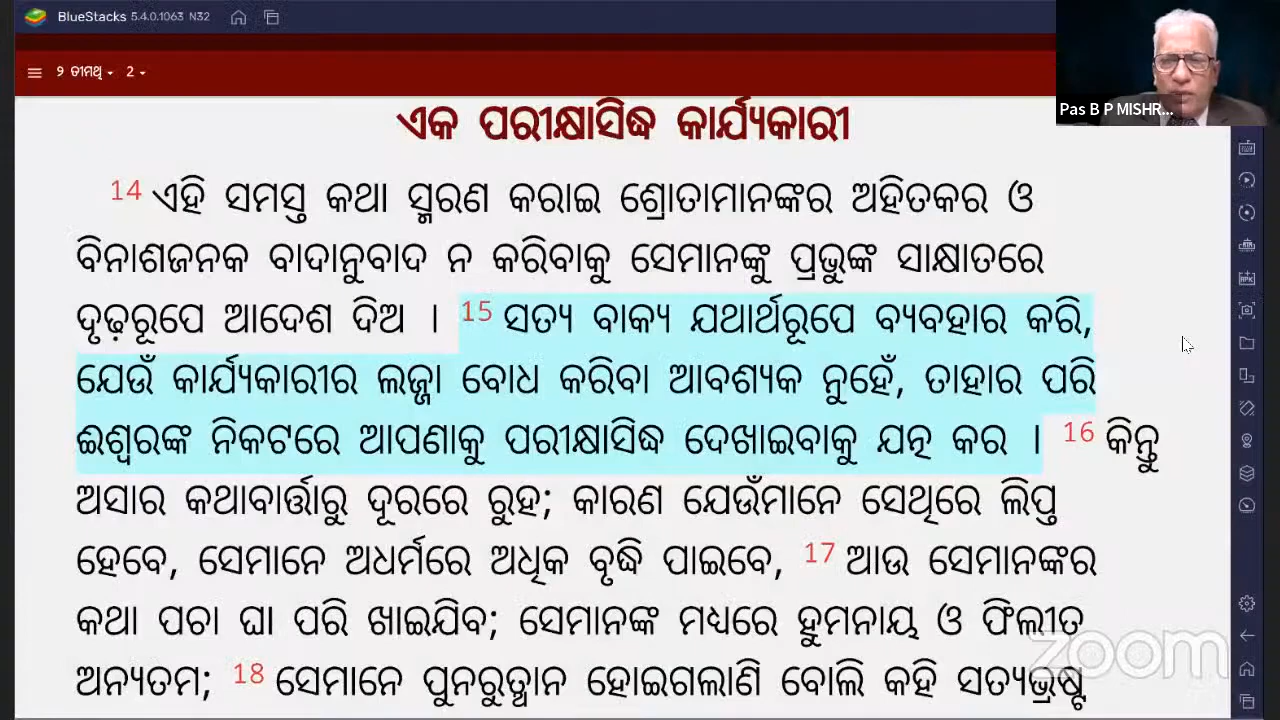 BlueStacks 5.4.0.1063 N32
୨ ତୀମଥି 2
Pas B P MISHR...
ଏକ ପରୀକ୍ଷାସିଦ୍ଧ କାର୍ଯ୍ୟକାରୀ
14 ଏହି ସମସ୍ତ କଥା ସ୍ମରଣ କରାଇ ଶ୍ରୋତାମାନଙ୍କର ଅହିତକର ଓ
ବିନାଶଜନକ ବାଦାନୁବାଦ ନ କରିବାକୁ ସେମାନଙ୍କୁ ପ୍ରଭୁଙ୍କ ସାକ୍ଷାତରେ
ଦୃଢ଼ରୂପେ ଆଦେଶ ଦିଅ । 15 ସତ୍ୟ ବାକ୍ୟ ଯଥାର୍ଥରୂପେ ବ୍ୟବହାର କରି,
ଯେଉଁ କାର୍ଯ୍ୟକାରୀର ଲଜ୍ଜା ବୋଧ କରିବା ଆବଶ୍ୟକ ନୁହେଁ, ତାହାର ପରି
ଈଶ୍ୱରଙ୍କ ନିକଟରେ ଆପଣାକୁ ପରୀକ୍ଷାସିଦ୍ଧ ଦେଖାଇବାକୁ ଯତ୍ନ କର । 16 କିନ୍ତୁ
ଅସାର କଥାବାର୍ତ୍ତାରୁ ଦୂରରେ ରୁହ; କାରଣ ଯେଉଁମାନେ ସେଥିରେ ଲିପ୍ତ
ହେବେ, ସେମାନେ ଅଧର୍ମରେ ଅଧିକ ବୃଦ୍ଧି ପାଇବେ, 17 ଆଉ ସେମାନଙ୍କର
କଥା ପଚା ଘା ପରି ଖାଇଯିବ; ସେମାନଙ୍କ ମଧ୍ୟରେ ହୁମନାୟ ଓ ଫିଲୀତ
ଅନ୍ୟତମ; 18 ସେମାନେ ପୁନରୁତ୍ଥାନ ହୋଇଗଲାଣି ବୋଲି କହି ସତ୍ୟଭ୍ରଷ୍ଟ
zoom